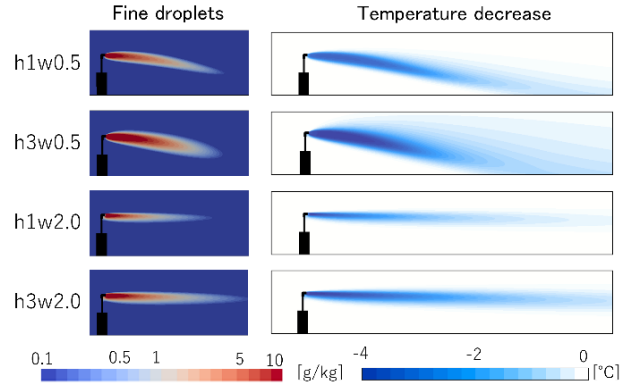 Fine droplets Temperature decrease
h1w0.5
h3w0.5
h1w2.0
h3w2.0
0.1 0.5 1 5 10 [g/kg] -4 -2 0 [°C]